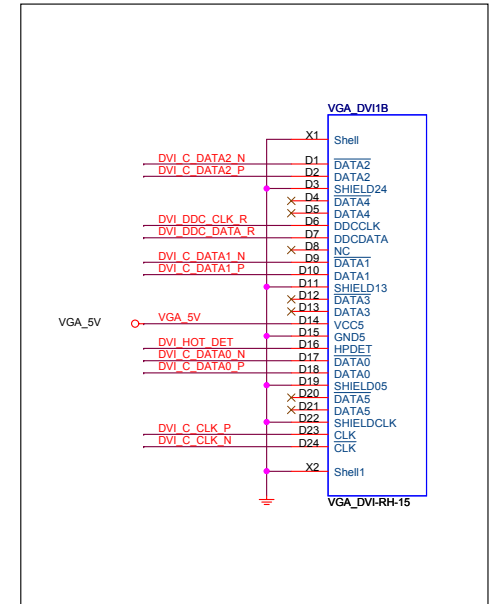 VGA_DVI1B
X1 Shell
DVI_C_DATA2_N D1 DATA2
DVI_C_DATA2_P D2 DATA2
D3 SHIELD24
D4 DATA4
D5 DATA4
DVI_DDC_CLK_R D6 DDCCLK
DVI_DDC_DATA_R D7 DDCDATA
D8 NC
DVI_C_DATA1_N D9 DATA1
DVI_C_DATA1_P D10 DATA1
D11 SHIELD13
D12 DATA3
D13 DATA3
VGA_5V VGA_5V D14 VCC5
D15 GND5
DVI_HOT_DET D16 HPDET
DVI_C_DATA0_N D17 DATA0
DVI_C_DATA0_P D18 DATA0
D19 SHIELD05
D20 DATA5
D21 DATA5
D22 SHIELDCLK
DVI_C_CLK_P D23 CLK
DVI_C_CLK_N D24 CLK
X2 Shell1
VGA_DVI-RH-15